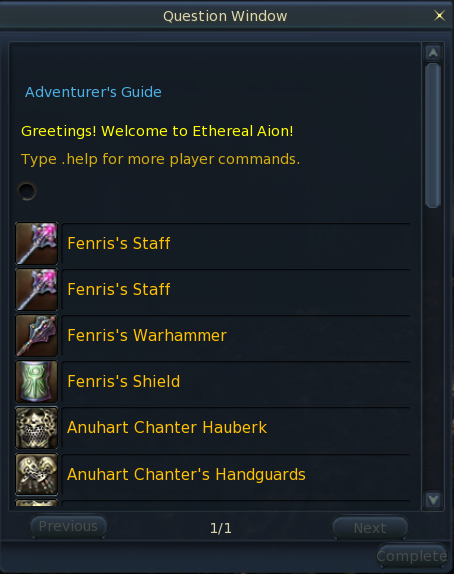 Question Window
Adventurer's Guide
Greetings! Welcome to Ethereal Aion!
Type .help for more player commands.
Fenris's Staff
Fenris's Staff
Fenris's Warhammer
Fenris's Shield
Anuhart Chanter Hauberk
Anuhart Chanter's Handguards
Previous
1/1
Next
Complete